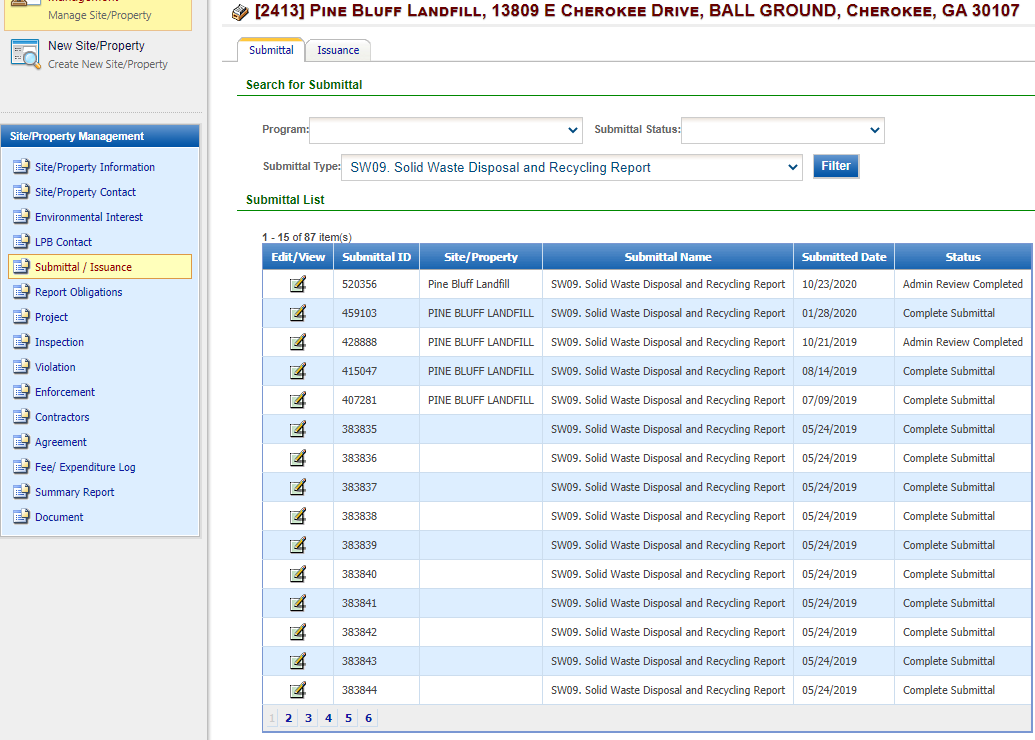 Manage Site/Property
New Site/Property
Create New Site/Property
Site/Property Management
Site/Property Information
Site/Property Contact
Environmental Interest
LPB Contact
Submittal / Issuance
Report Obligations
Project
Inspection
Violation
Enforcement
Contractors
Agreement
Fee/ Expenditure Log
Summary Report
Document
[2413] Pine Bluff Landfill, 13809 E Cherokee Drive, BALL GROUND, Cherokee, GA 30107
Submittal Issuance
Search for Submittal
Program: Submittal Status:
Submittal Type: SW09. Solid Waste Disposal and Recycling Report Filter
Submittal List
1 - 15 of 87 item(s)
Edit/View Submittal ID Site/Property Submittal Name Submitted Date Status
520356 Pine Bluff Landfill SW09. Solid Waste Disposal and Recycling Report 10/23/2020 Admin Review Completed
459103 PINE BLUFF LANDFILL SW09. Solid Waste Disposal and Recycling Report 01/28/2020 Complete Submittal
428888 PINE BLUFF LANDFILL SW09. Solid Waste Disposal and Recycling Report 10/21/2019 Admin Review Completed
415047 PINE BLUFF LANDFILL SW09. Solid Waste Disposal and Recycling Report 08/14/2019 Complete Submittal
407281 PINE BLUFF LANDFILL SW09. Solid Waste Disposal and Recycling Report 07/09/2019 Complete Submittal
383835 SW09. Solid Waste Disposal and Recycling Report 05/24/2019 Complete Submittal
383836 SW09. Solid Waste Disposal and Recycling Report 05/24/2019 Complete Submittal
383837 SW09. Solid Waste Disposal and Recycling Report 05/24/2019 Complete Submittal
383838 SW09. Solid Waste Disposal and Recycling Report 05/24/2019 Complete Submittal
383839 SW09. Solid Waste Disposal and Recycling Report 05/24/2019 Complete Submittal
383840 SW09. Solid Waste Disposal and Recycling Report 05/24/2019 Complete Submittal
383841 SW09. Solid Waste Disposal and Recycling Report 05/24/2019 Complete Submittal
383842 SW09. Solid Waste Disposal and Recycling Report 05/24/2019 Complete Submittal
383843 SW09. Solid Waste Disposal and Recycling Report 05/24/2019 Complete Submittal
383844 SW09. Solid Waste Disposal and Recycling Report 05/24/2019 Complete Submittal
1 2 3 4 5 6